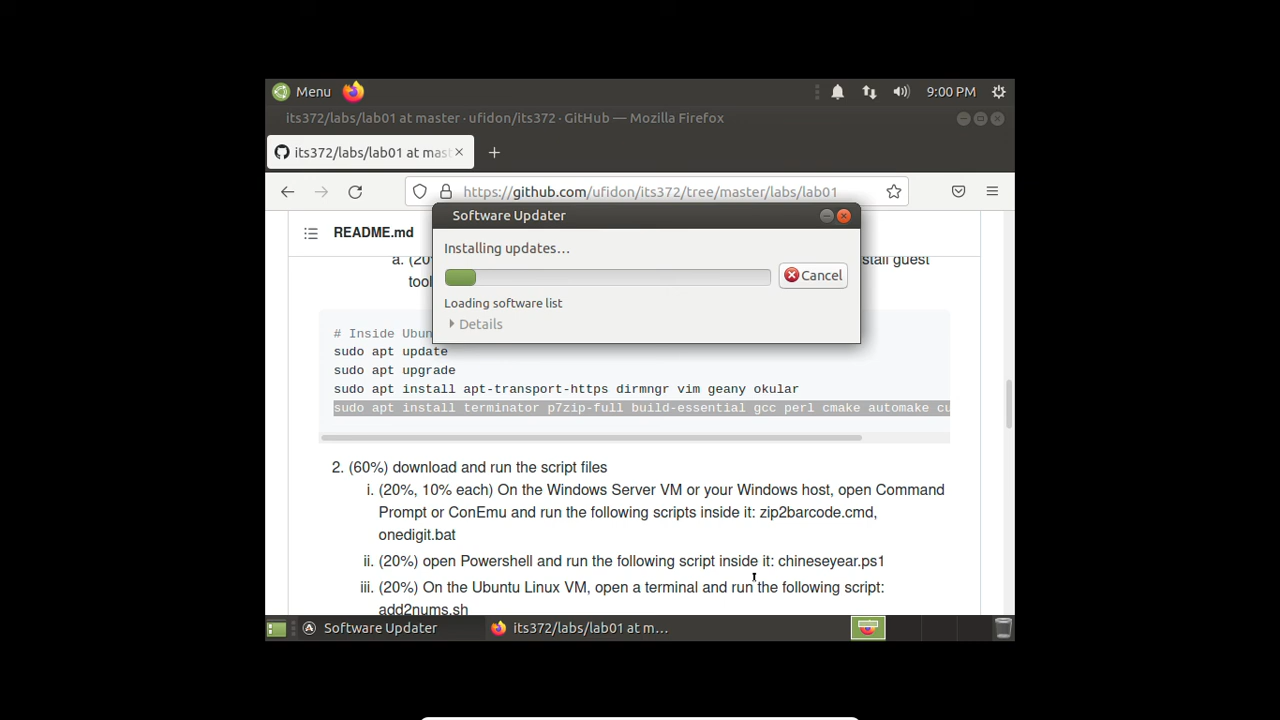 Menu
9:00 PM
its372/labs/lab01 at master · ufidon/its372 · GitHub — Mozilla Firefox
its372/labs/lab01 at mast
https://github.com/ufidon/its372/tree/master/labs/lab01
Software Updater
README.md
Installing updates…
a. (20
stall guest
Cancel
tool
Loading software list
Details
# Inside Ubun
sudo apt update
sudo apt upgrade
sudo apt install apt-transport-https dirmngr vim geany okular
sudo apt install terminator p7zip-full build-essential gcc perl cmake automake cu
2. (60%) download and run the script files
i. (20%, 10% each) On the Windows Server VM or your Windows host, open Command
Prompt or ConEmu and run the following scripts inside it: zip2barcode.cmd,
onedigit.bat
ii. (20%) open Powershell and run the following script inside it: chineseyear.ps1
iii. (20%) On the Ubuntu Linux VM, open a terminal and run the following script:
add2nums.sh
Software Updater
its372/labs/lab01 at m…